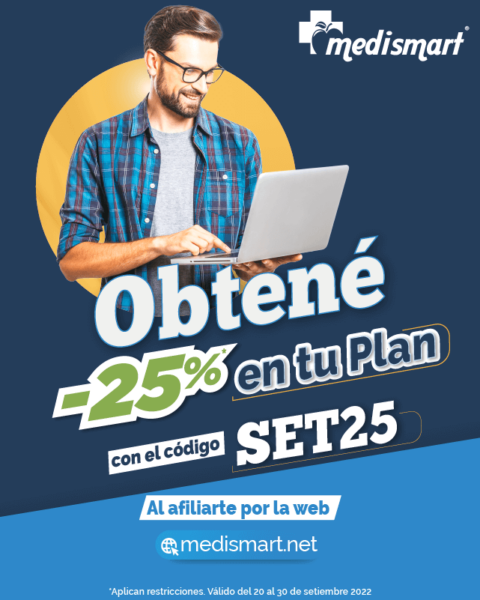 medismart®
Obtené
-25%* en tu Plan
con el código SET25
Al afiliarte por la web
medismart.net
*Aplican restricciones. Válido del 20 al 30 de setiembre 2022